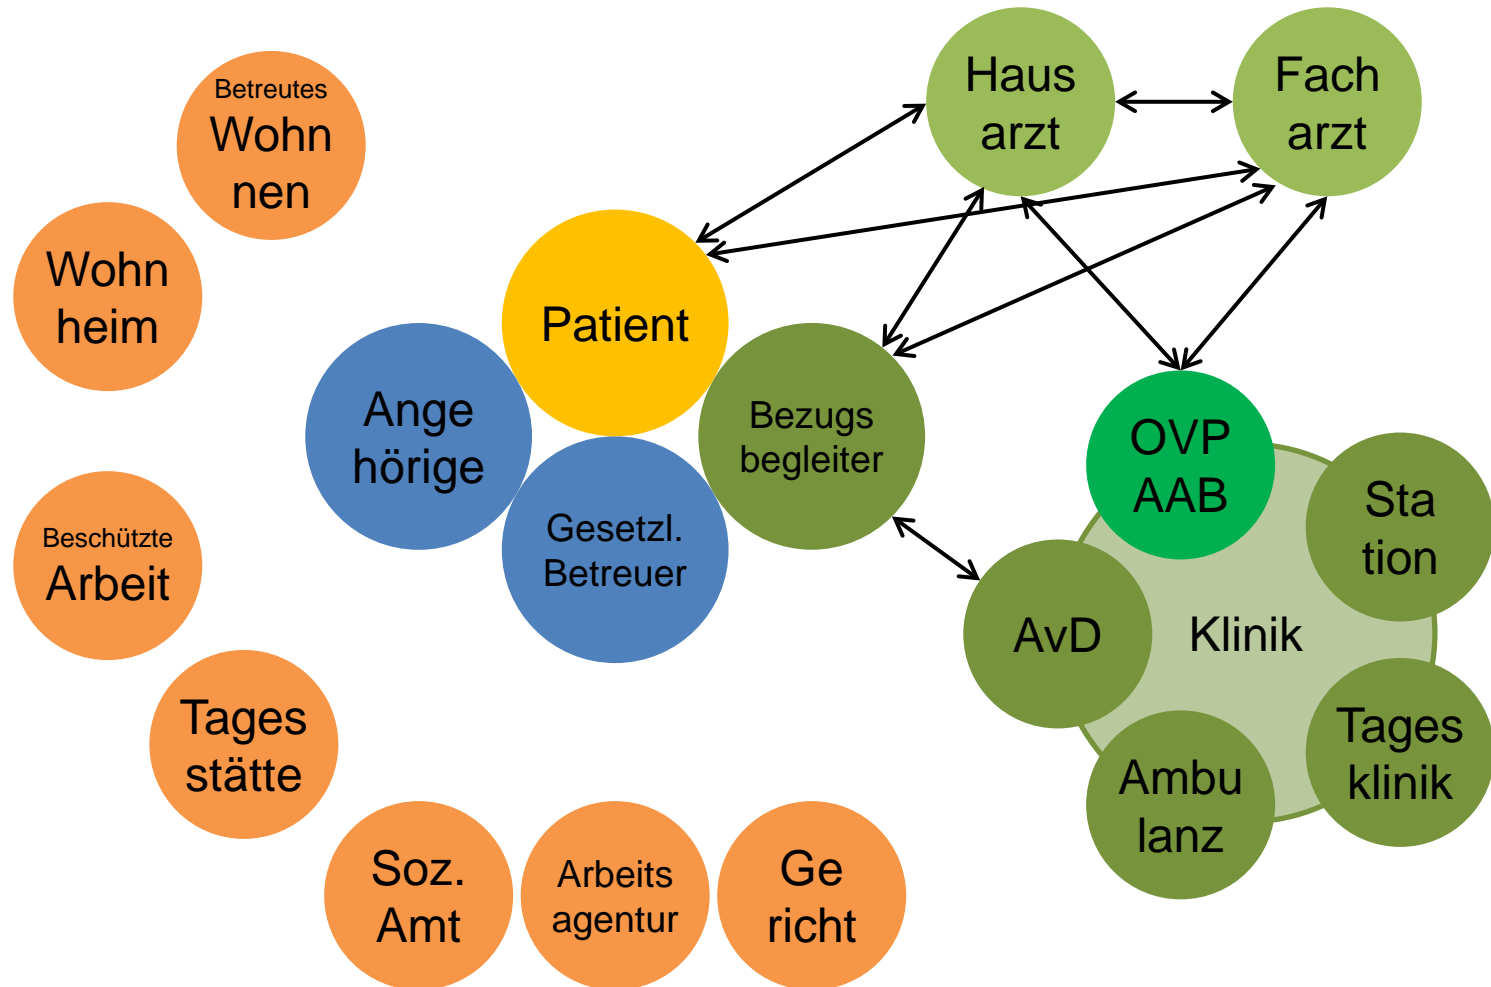 Haus
arzt
Fach
arzt
Betreutes
Wohn
nen
Wohn
heim
Patient
Ange
hörige
Bezugs
begleiter
Gesetzl.
Betreuer
OVP
AAB
Sta
tion
Beschützte
Arbeit
AvD
Klinik
Tages
stätte
Ambu
lanz
Tages
klinik
Soz.
Amt
Arbeits
agentur
Ge
richt